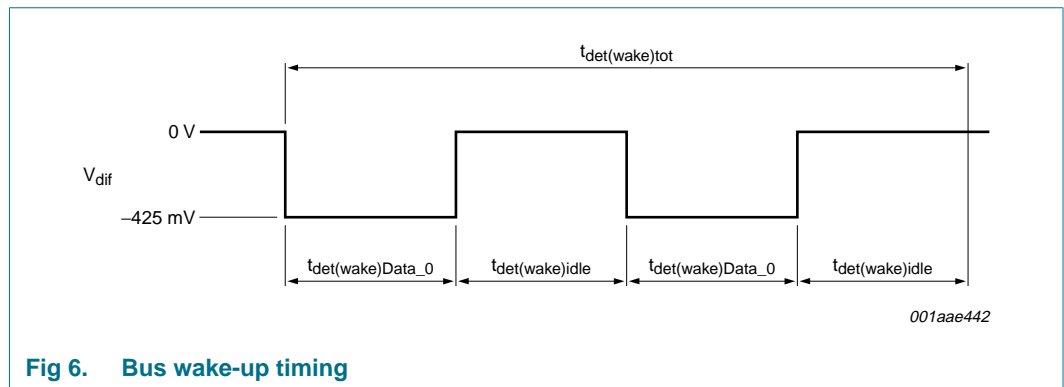 t_det(wake)tot
0 V
V_dif
−425 mV
t_det(wake)Data_0 t_det(wake)idle t_det(wake)Data_0 t_det(wake)idle
001aae442
Fig 6. Bus wake-up timing